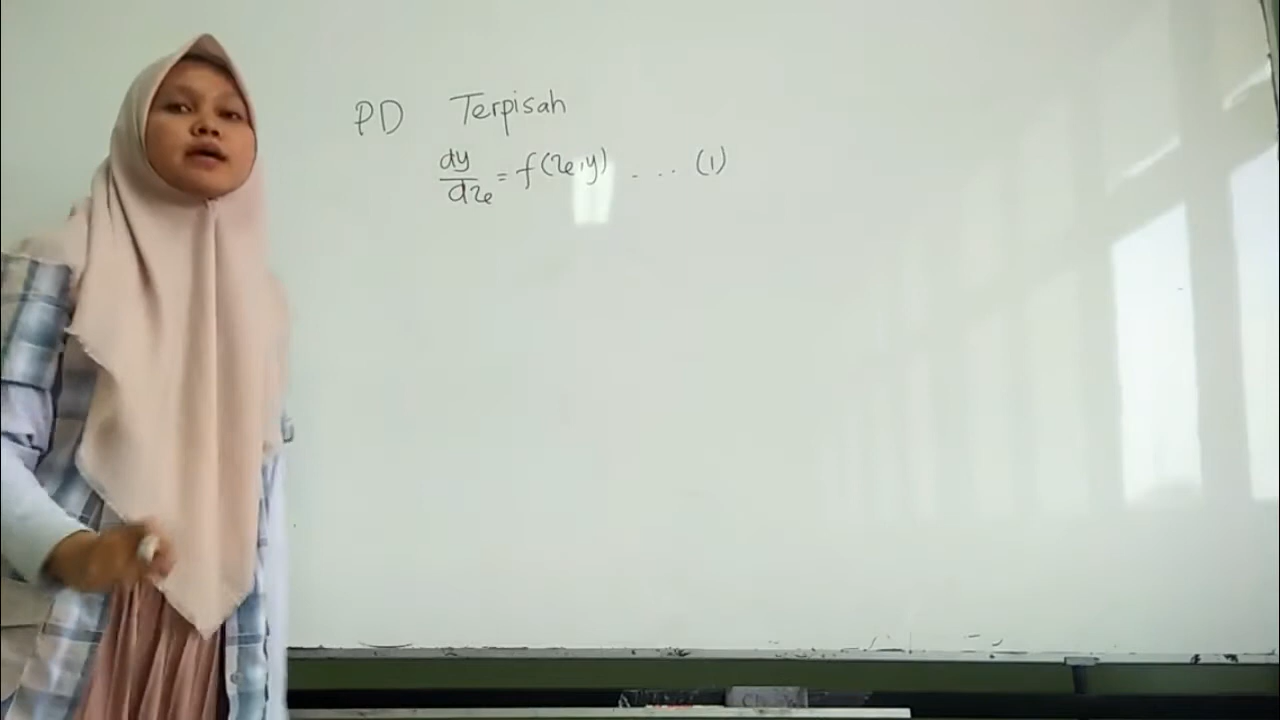 PD Terpisah
dy/dx = f(x,y) .... (1)